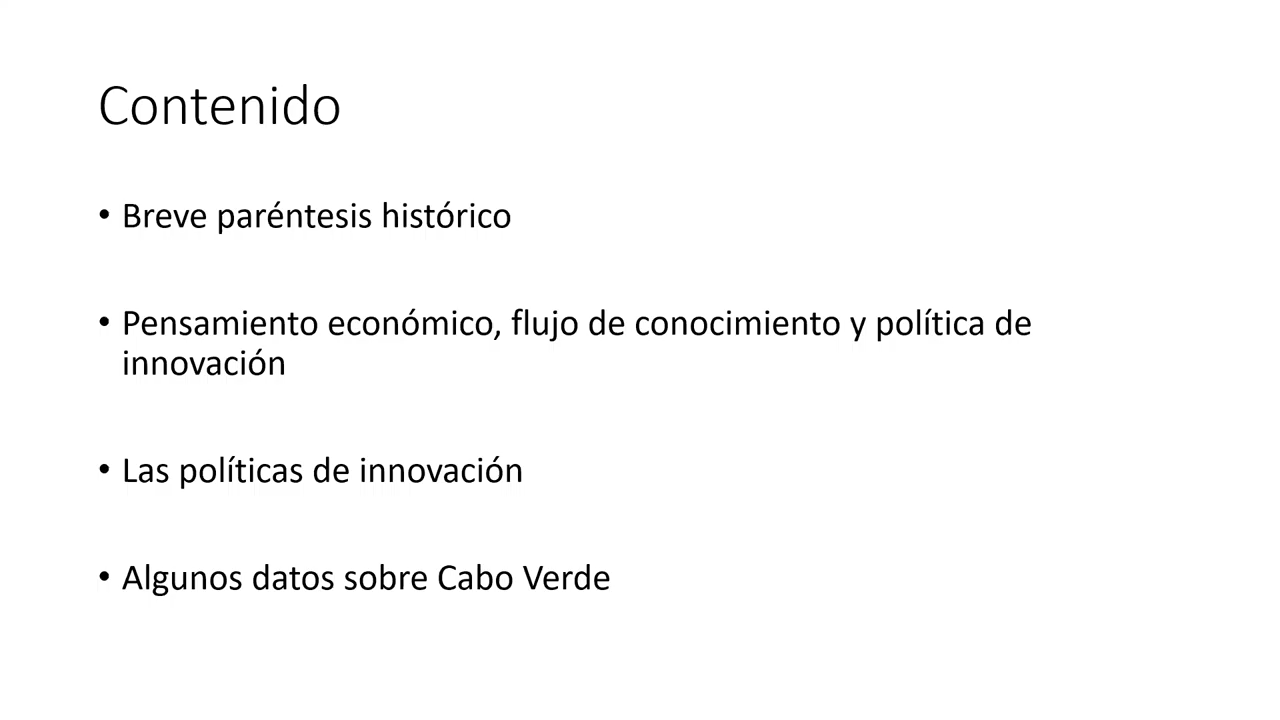 Contenido
• Breve paréntesis histórico
• Pensamiento económico, flujo de conocimiento y política de
innovación
• Las políticas de innovación
• Algunos datos sobre Cabo Verde